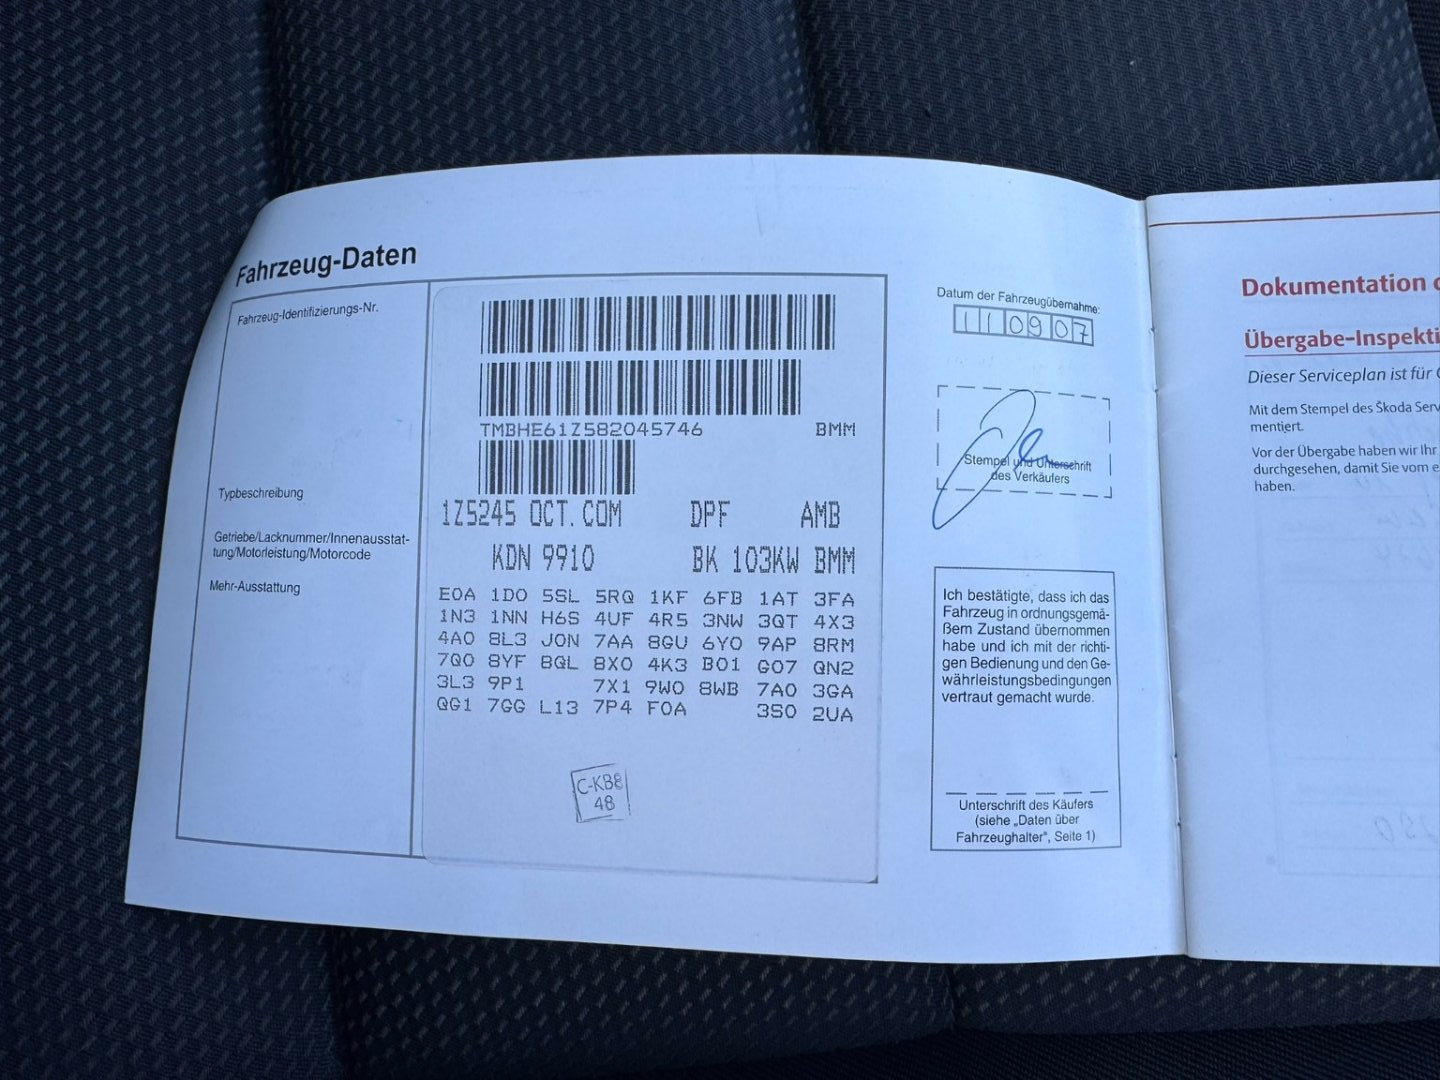 Fahrzeug-Daten
Fahrzeug-Identifizierungs-Nr.
TMBHE61Z582045746 BMM
Typbeschreibung
1Z5245 OCT.COM DPF AMB
Getriebe/Lacknummer/Innenausstat-
tung/Motorleistung/Motorcode
KDN 9910 BK 103KW BMM
Mehr-Ausstattung
E0A 1D0 5SL 5RQ 1KF 6FB 1AT 3FA
1N3 1NN H6S 4UF 4R5 3NW 3QT 4X3
4A0 8L3 J0N 7AA 8GU 6Y0 9AP 8RM
7Q0 8YF 8QL 8X0 4K3 B01 G07 QN2
3L3 9P1 7X1 9W0 8WB 7A0 3GA
QG1 7GG L13 7P4 F0A 3S0 2UA
C-KB8
48
Datum der Fahrzeugübernahme:
110907
Stempel und Unterschrift
des Verkäufers
Ich bestätige, dass ich das
Fahrzeug in ordnungsgemä-
ßem Zustand übernommen
habe und ich mit der richti-
gen Bedienung und den Ge-
währleistungsbedingungen
vertraut gemacht wurde.
Unterschrift des Käufers
(siehe „Daten über
Fahrzeughalter", Seite 1)
Dokumentation
Übergabe-Inspekti
Dieser Serviceplan ist für
Mit dem Stempel des Škoda Serv
mentiert.
Vor der Übergabe haben wir Ihr
durchgesehen, damit Sie vom e
haben.